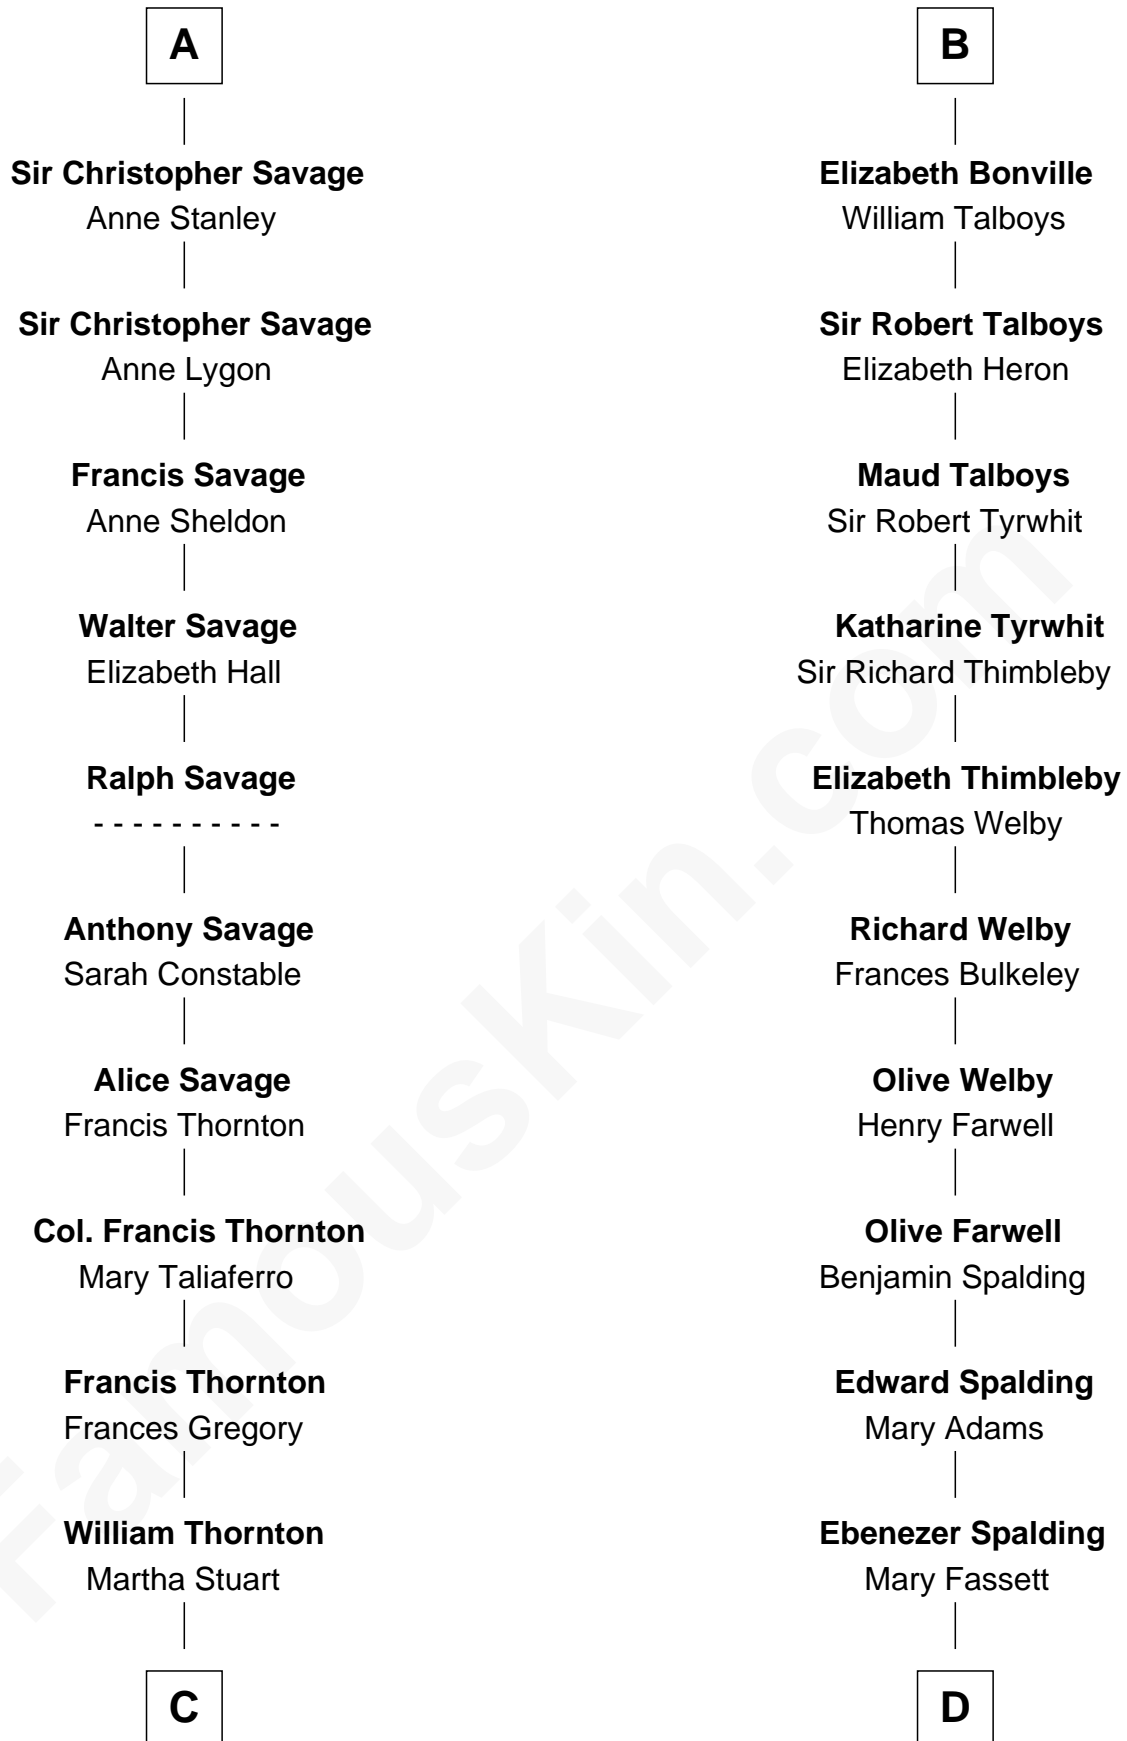 A
Sir Christopher Savage
Anne Stanley
Sir Christopher Savage
Anne Lygon
Francis Savage
Anne Sheldon
Walter Savage
Elizabeth Hall
Ralph Savage
- - - - - - - - - -
Anthony Savage
Sarah Constable
Alice Savage
Francis Thornton
Col. Francis Thornton
Mary Taliaferro
Francis Thornton
Frances Gregory
William Thornton
Martha Stuart
C
B
Elizabeth Bonville
William Talboys
Sir Robert Talboys
Elizabeth Heron
Maud Talboys
Sir Robert Tyrwhit
Katharine Tyrwhit
Sir Richard Thimbleby
Elizabeth Thimbleby
Thomas Welby
Richard Welby
Frances Bulkeley
Olive Welby
Henry Farwell
Olive Farwell
Benjamin Spalding
Edward Spalding
Mary Adams
Ebenezer Spalding
Mary Fassett
D
FamousKin.com